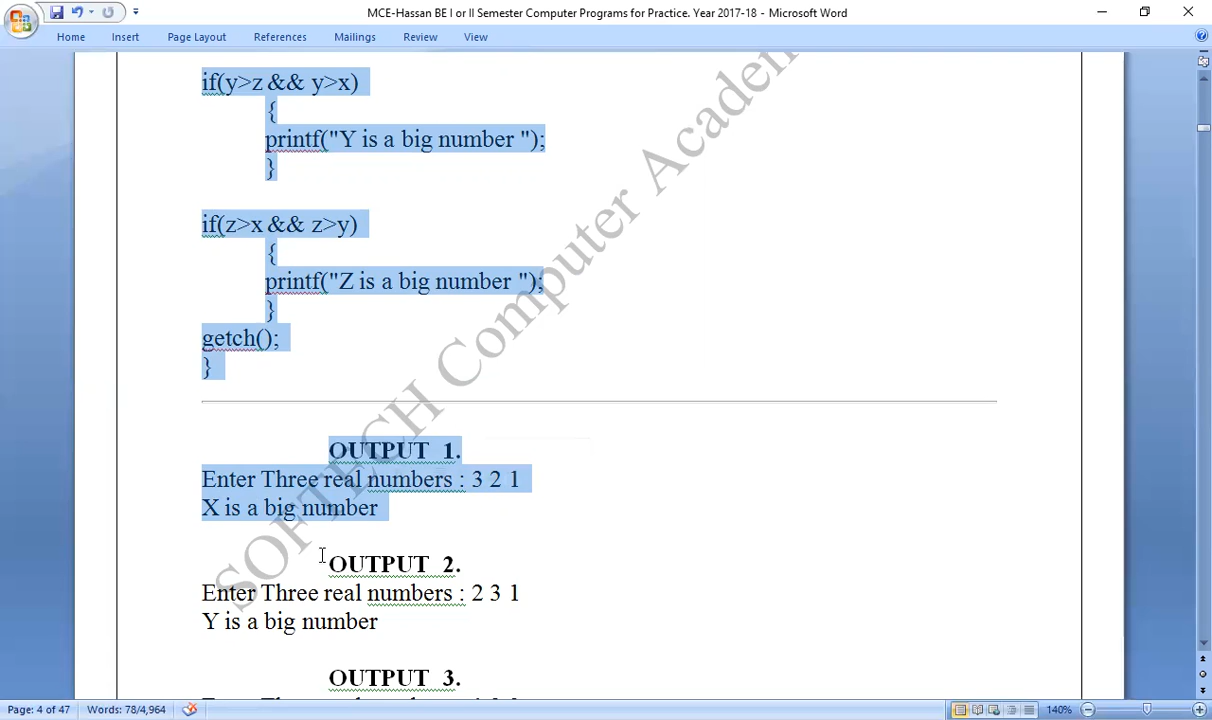 MCE-Hassan BE I or II Semester Computer Programs for Practice. Year 2017-18 - Microsoft Word
Home Insert Page Layout References Mailings Review View
if(y>z && y>x)
{
printf("Y is a big number ");
}
if(z>x && z>y)
{
printf("Z is a big number ");
}
getch();
}
SOFTECH Computer Academ
OUTPUT 1.
Enter Three real numbers : 3 2 1
X is a big number
OUTPUT 2.
Enter Three real numbers : 2 3 1
Y is a big number
OUTPUT 3.
Page: 4 of 47 Words: 78/4,964 140%